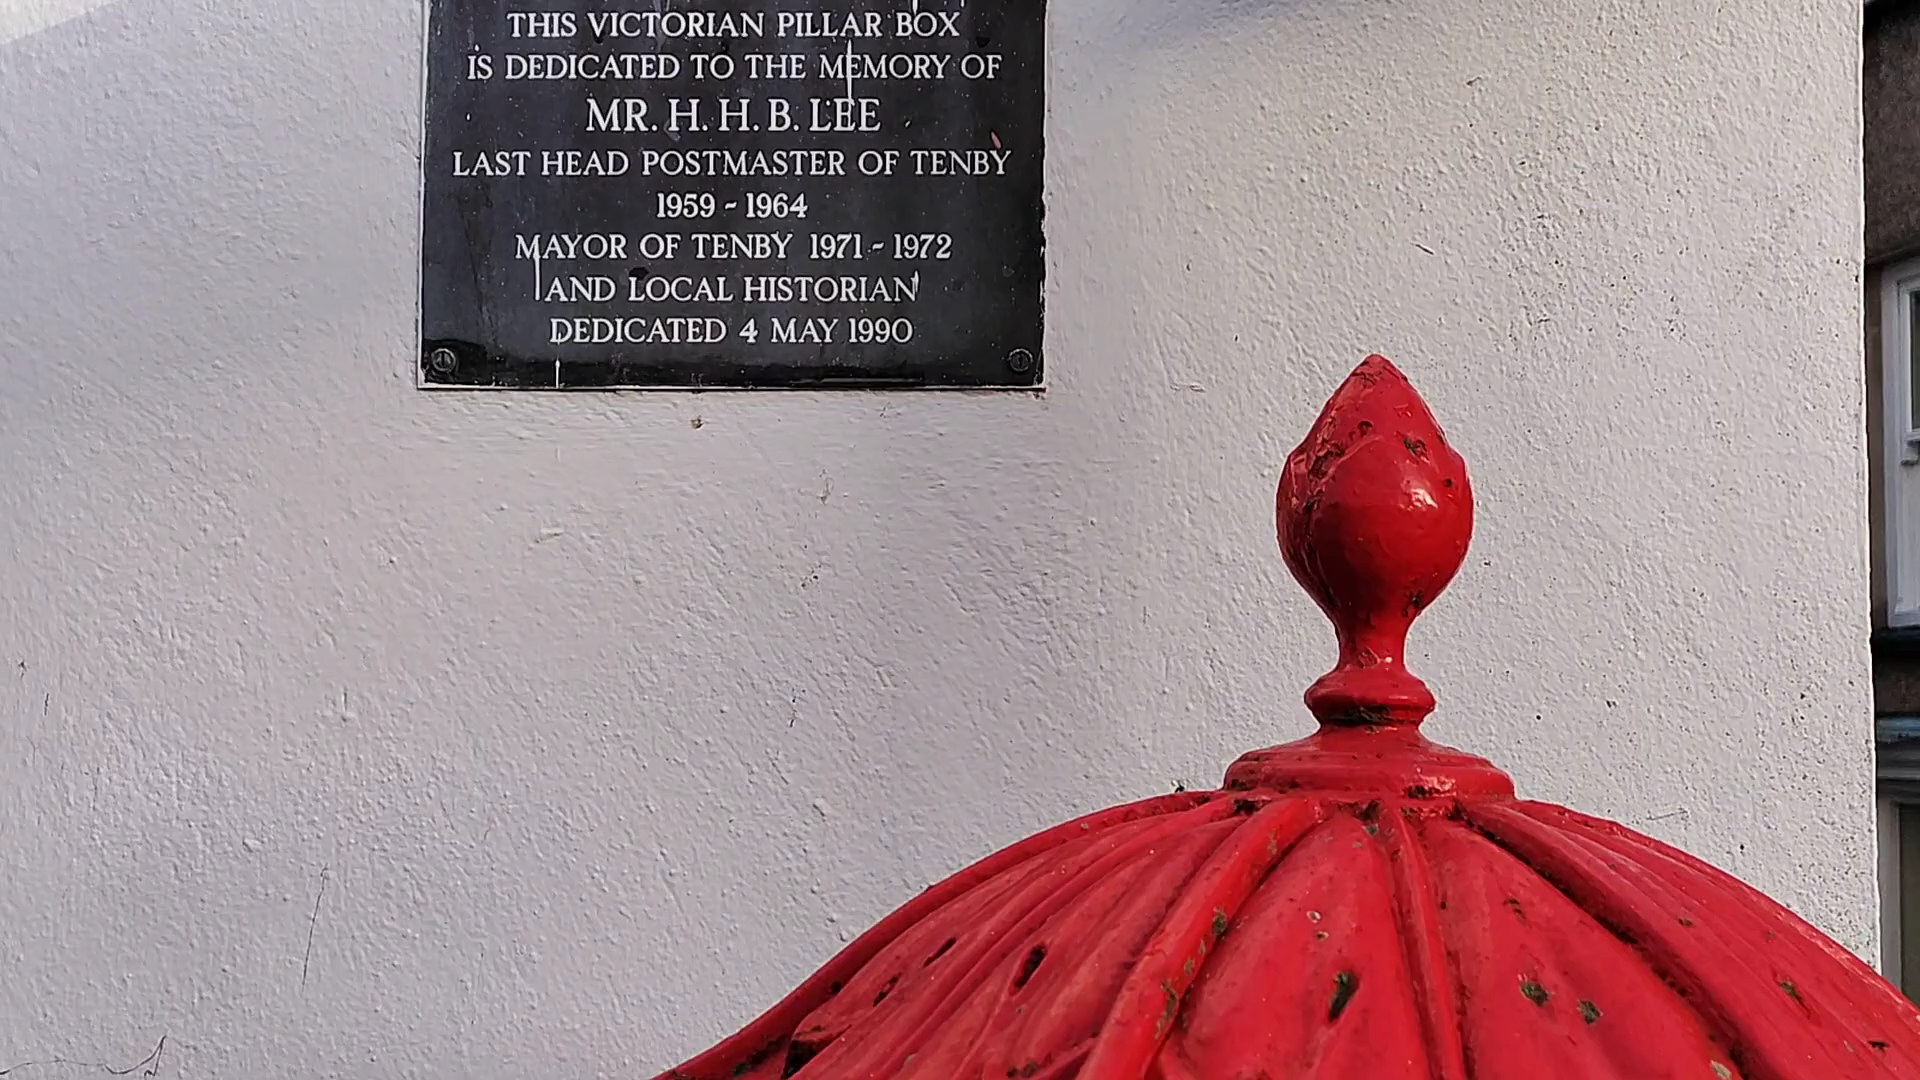 THIS VICTORIAN PILLAR BOX
IS DEDICATED TO THE MEMORY OF
MR. H. H. B. LEE
LAST HEAD POSTMASTER OF TENBY
1959 - 1964
MAYOR OF TENBY 1971 - 1972
AND LOCAL HISTORIAN
DEDICATED 4 MAY 1990